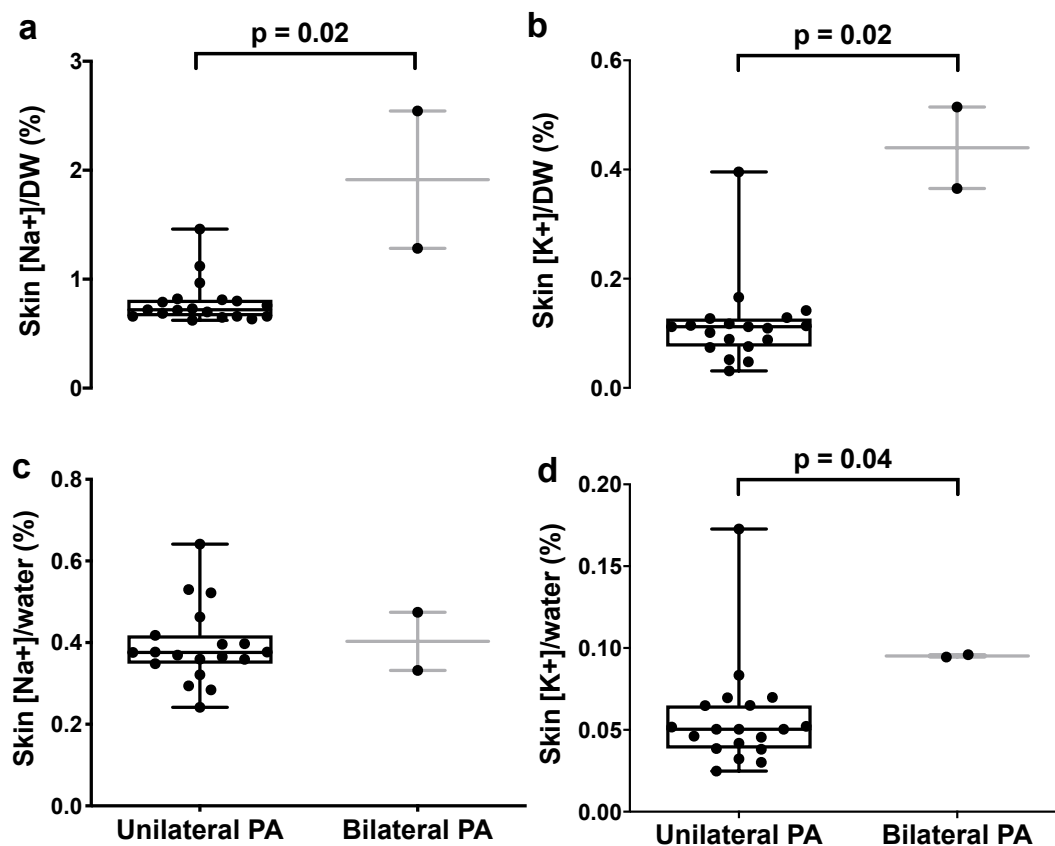 a
p = 0.02
Skin [Na+]/DW (%)
3
2
1
0
b
p = 0.02
Skin [K+]/DW (%)
0.6
0.4
0.2
0.0
c
Skin [Na+]/water (%)
0.8
0.6
0.4
0.2
0.0
Unilateral PA
Bilateral PA
d
p = 0.04
Skin [K+]/water (%)
0.20
0.15
0.10
0.05
0.00
Unilateral PA
Bilateral PA